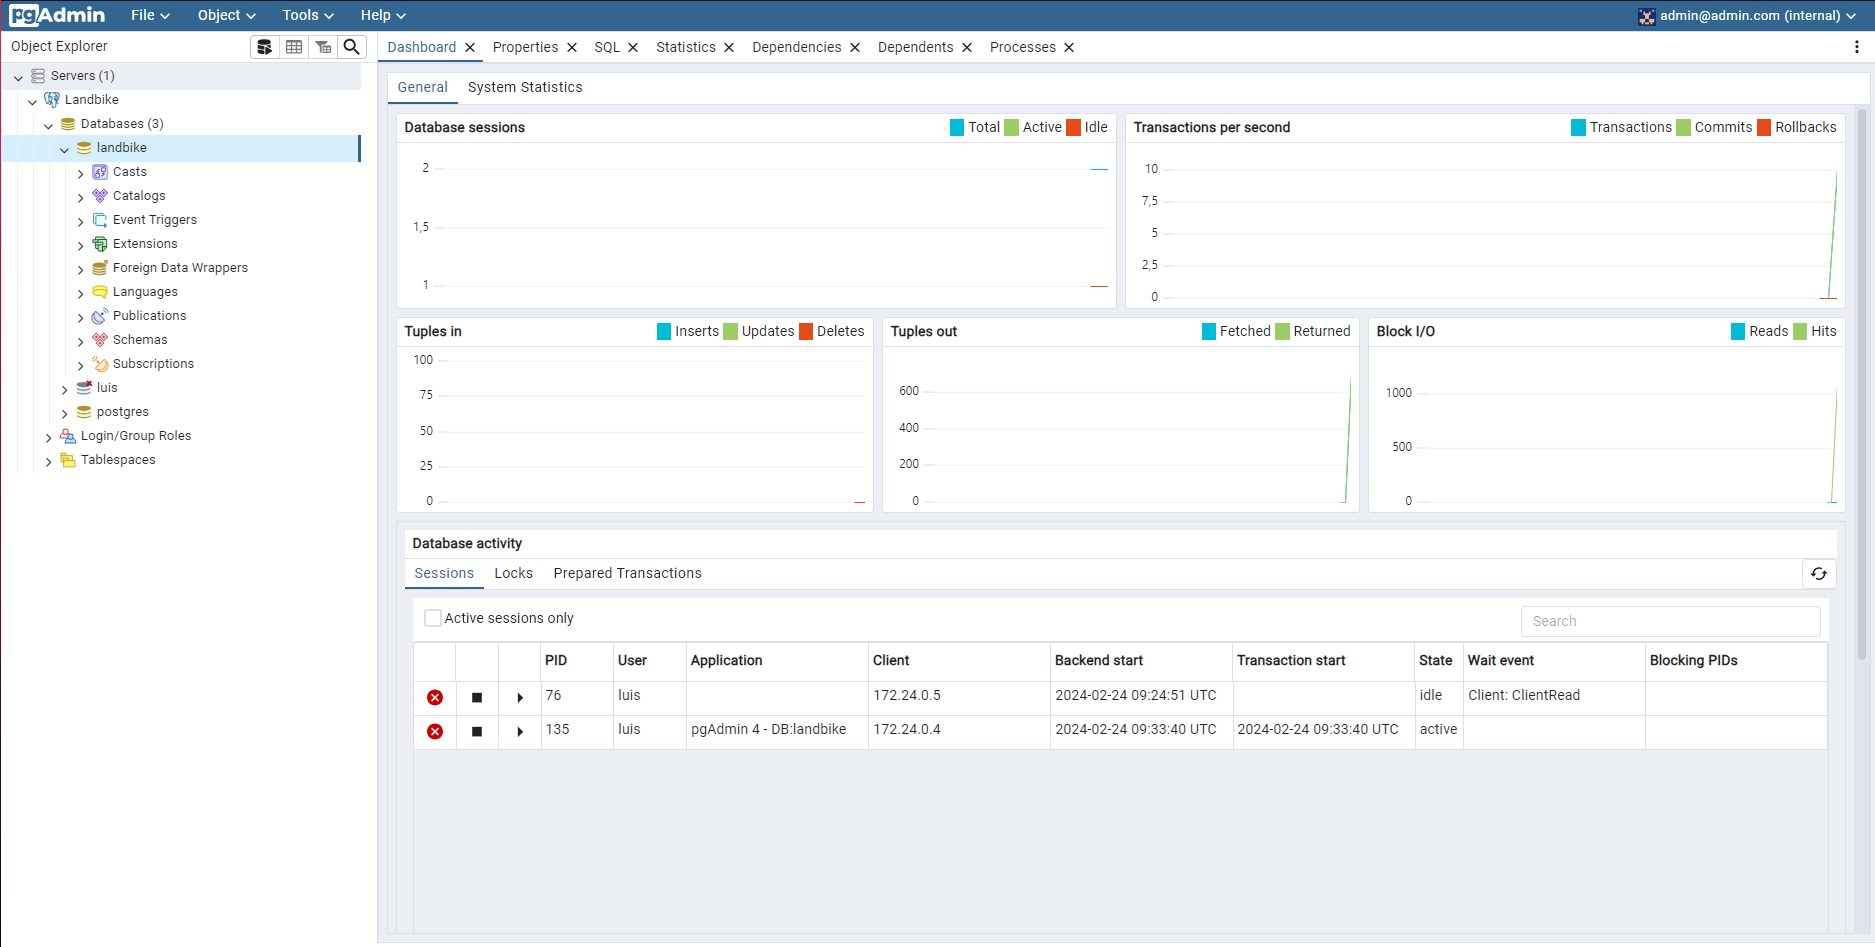 pgAdmin File Object Tools Help admin@admin.com (internal)
Object Explorer
Servers (1)
Landbike
Databases (3)
landbike
Casts
Catalogs
Event Triggers
Extensions
Foreign Data Wrappers
Languages
Publications
Schemas
Subscriptions
luis
postgres
Login/Group Roles
Tablespaces
Dashboard Properties SQL Statistics Dependencies Dependents Processes
General System Statistics
Database sessions Total Active Idle
2
1,5
1
Transactions per second Transactions Commits Rollbacks
10
7,5
5
2,5
0
Tuples in Inserts Updates Deletes
100
75
50
25
0
Tuples out Fetched Returned
600
400
200
0
Block I/O Reads Hits
1000
500
0
Database activity
Sessions Locks Prepared Transactions
Active sessions only Search
PID User Application Client Backend start Transaction start State Wait event Blocking PIDs
76 luis 172.24.0.5 2024-02-24 09:24:51 UTC idle Client: ClientRead
135 luis pgAdmin 4 - DB:landbike 172.24.0.4 2024-02-24 09:33:40 UTC 2024-02-24 09:33:40 UTC active